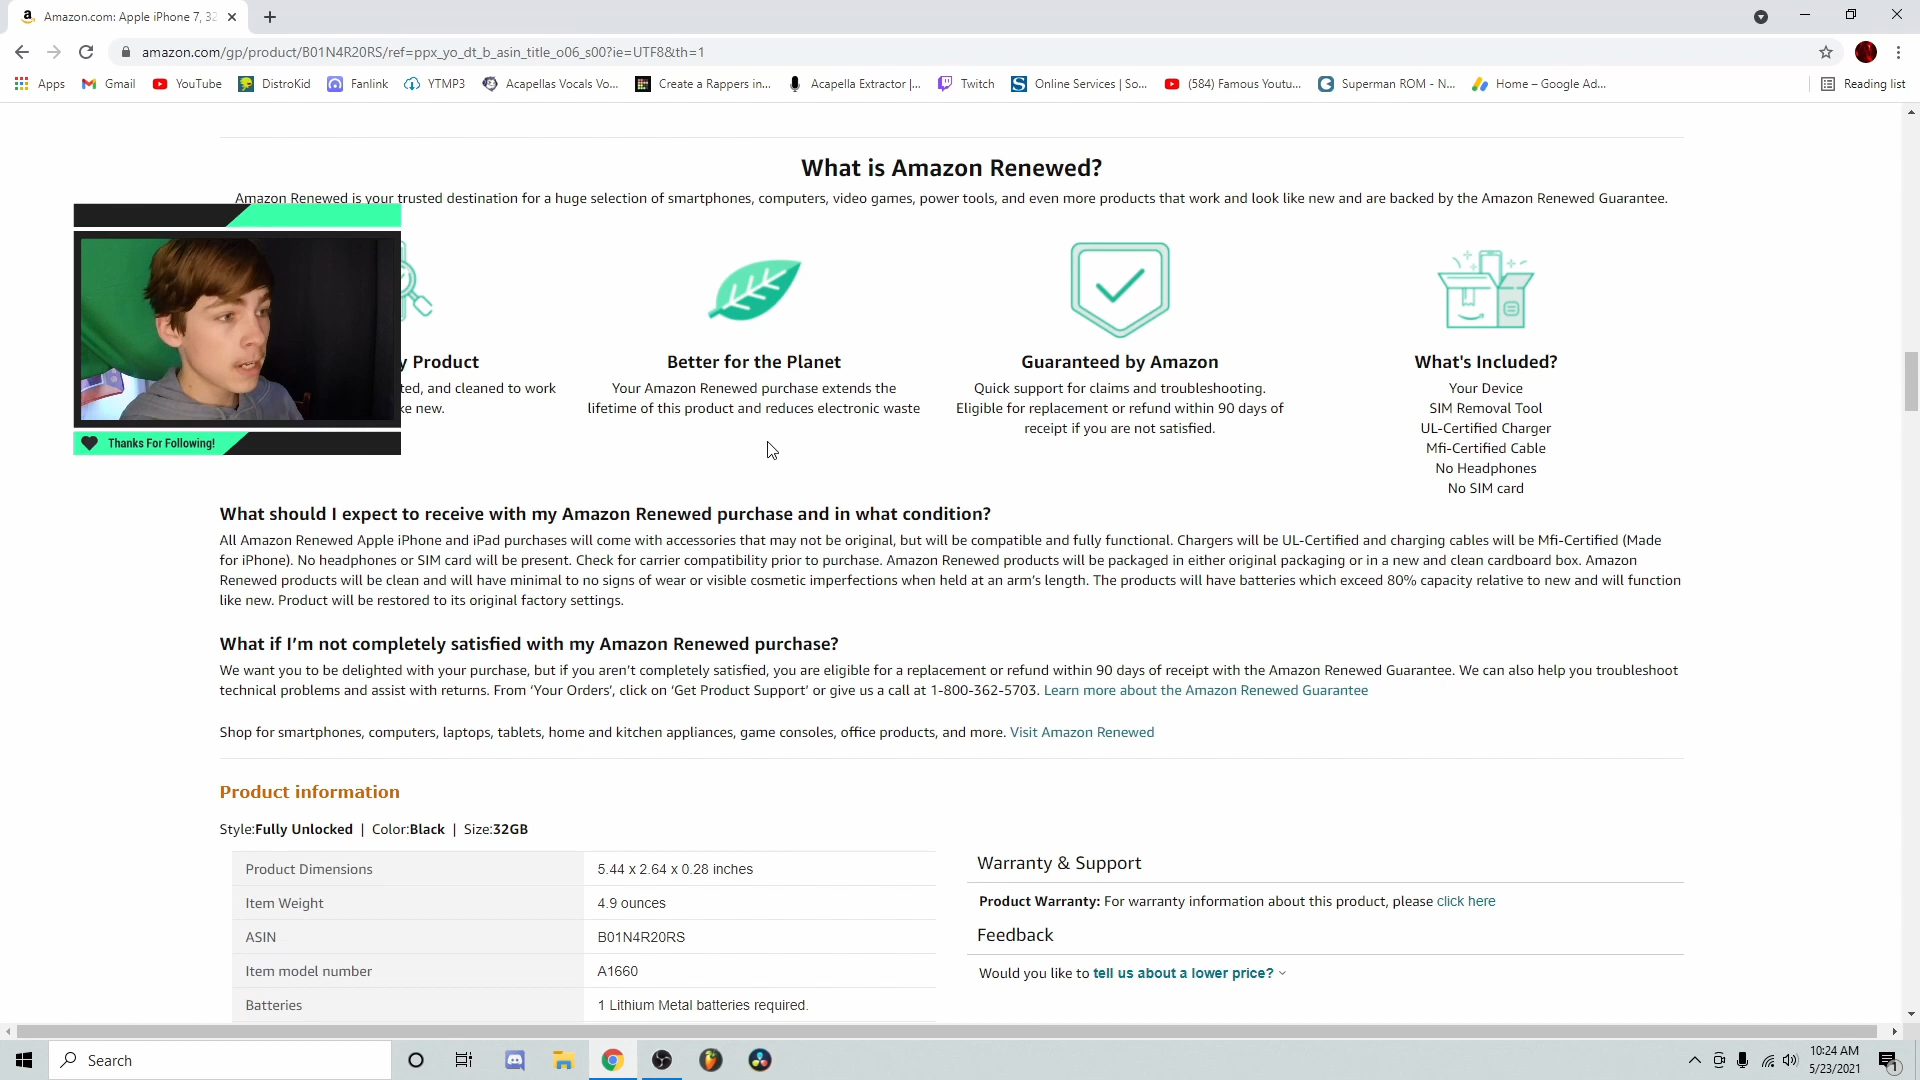 Amazon.com: Apple iPhone 7, 32
amazon.com/gp/product/B01N4R20RS/ref=ppx_yo_dt_b_asin_title_o06_s00?ie=UTF8&th=1
Apps
Gmail
YouTube
DistroKid
Fanlink
YTMP3
Acapellas Vocals Vo...
Create a Rappers in...
Acapella Extractor |...
Twitch
Online Services | So...
(584) Famous Youtu...
Superman ROM - N...
Home – Google Ad...
Reading list
What is Amazon Renewed?
Amazon Renewed is your trusted destination for a huge selection of smartphones, computers, video games, power tools, and even more products that work and look like new and are backed by the Amazon Renewed Guarantee.
y Product
ted, and cleaned to work
ke new.
Better for the Planet
Your Amazon Renewed purchase extends the
lifetime of this product and reduces electronic waste
Guaranteed by Amazon
Quick support for claims and troubleshooting.
Eligible for replacement or refund within 90 days of
receipt if you are not satisfied.
What's Included?
Your Device
SIM Removal Tool
UL-Certified Charger
Mfi-Certified Cable
No Headphones
No SIM card
Thanks For Following!
What should I expect to receive with my Amazon Renewed purchase and in what condition?
All Amazon Renewed Apple iPhone and iPad purchases will come with accessories that may not be original, but will be compatible and fully functional. Chargers will be UL-Certified and charging cables will be Mfi-Certified (Made
for iPhone). No headphones or SIM card will be present. Check for carrier compatibility prior to purchase. Amazon Renewed products will be packaged in either original packaging or in a new and clean cardboard box. Amazon
Renewed products will be clean and will have minimal to no signs of wear or visible cosmetic imperfections when held at an arm's length. The products will have batteries which exceed 80% capacity relative to new and will function
like new. Product will be restored to its original factory settings.
What if I'm not completely satisfied with my Amazon Renewed purchase?
We want you to be delighted with your purchase, but if you aren't completely satisfied, you are eligible for a replacement or refund within 90 days of receipt with the Amazon Renewed Guarantee. We can also help you troubleshoot
technical problems and assist with returns. From 'Your Orders', click on 'Get Product Support' or give us a call at 1-800-362-5703. Learn more about the Amazon Renewed Guarantee
Shop for smartphones, computers, laptops, tablets, home and kitchen appliances, game consoles, office products, and more. Visit Amazon Renewed
Product information
Style:Fully Unlocked | Color:Black | Size:32GB
Product Dimensions 5.44 x 2.64 x 0.28 inches
Item Weight 4.9 ounces
ASIN B01N4R20RS
Item model number A1660
Batteries 1 Lithium Metal batteries required.
Warranty & Support
Product Warranty: For warranty information about this product, please click here
Feedback
Would you like to tell us about a lower price?
Search
10:24 AM
5/23/2021
1